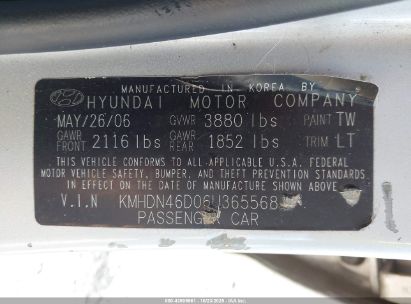 MANUFACTURED IN KOREA BY
HYUNDAI MOTOR COMPANY
MAY/26/06 GVWR 3880 lbs PAINT TW
GAWR FRONT 2116 lbs GAWR REAR 1852 lbs TRIM LT
THIS VEHICLE CONFORMS TO ALL APPLICABLE U.S.A. FEDERAL
MOTOR VEHICLE SAFETY, BUMPER, AND THEFT PREVENTION STANDARDS
IN EFFECT ON THE DATE OF MANUFACTURE SHOWN ABOVE.
V.I.N
PASSENGER CAR